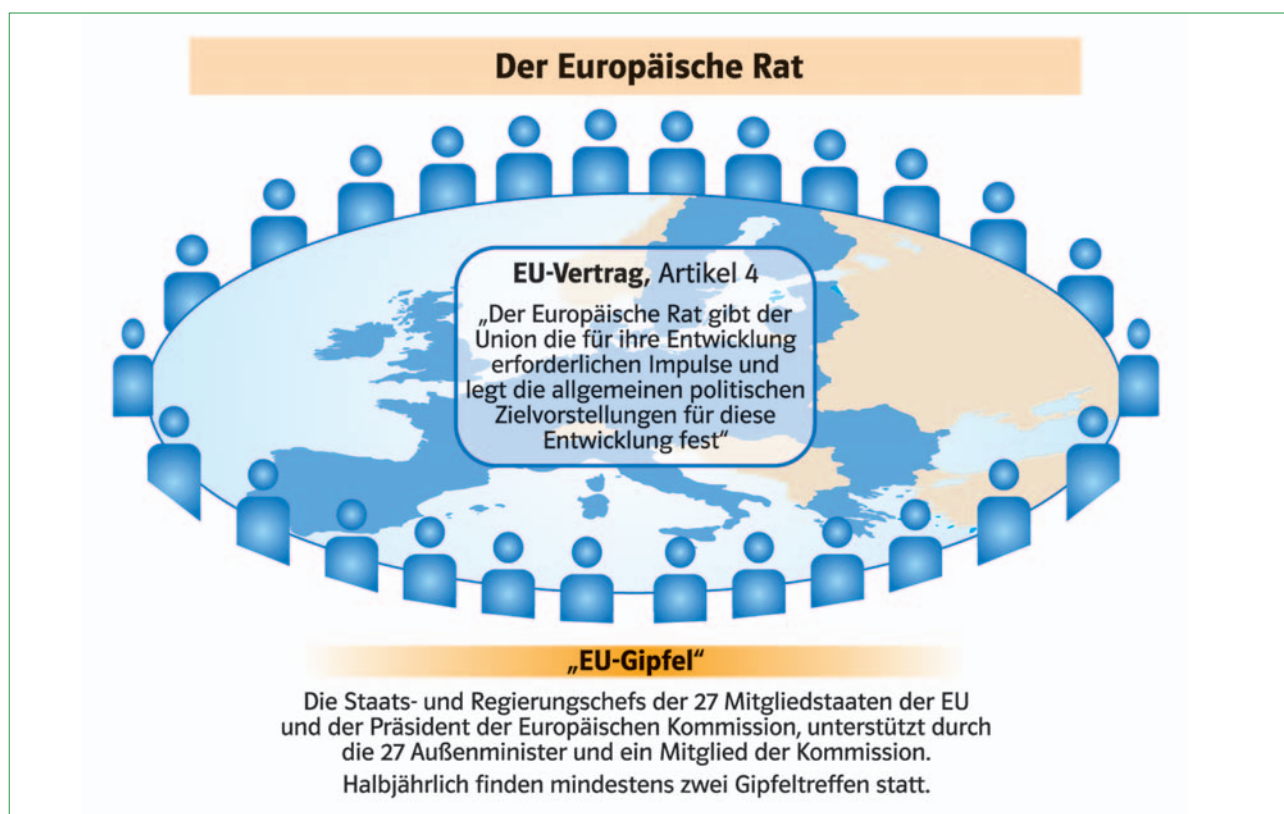 Der Europäische Rat
EU-Vertrag, Artikel 4
„Der Europäische Rat gibt der
Union die für ihre Entwicklung
erforderlichen Impulse und
legt die allgemeinen politischen
Zielvorstellungen für diese
Entwicklung fest“
„EU-Gipfel“
Die Staats- und Regierungschefs der 27 Mitgliedstaaten der EU
und der Präsident der Europäischen Kommission, unterstützt durch
die 27 Außenminister und ein Mitglied der Kommission.
Halbjährlich finden mindestens zwei Gipfeltreffen statt.